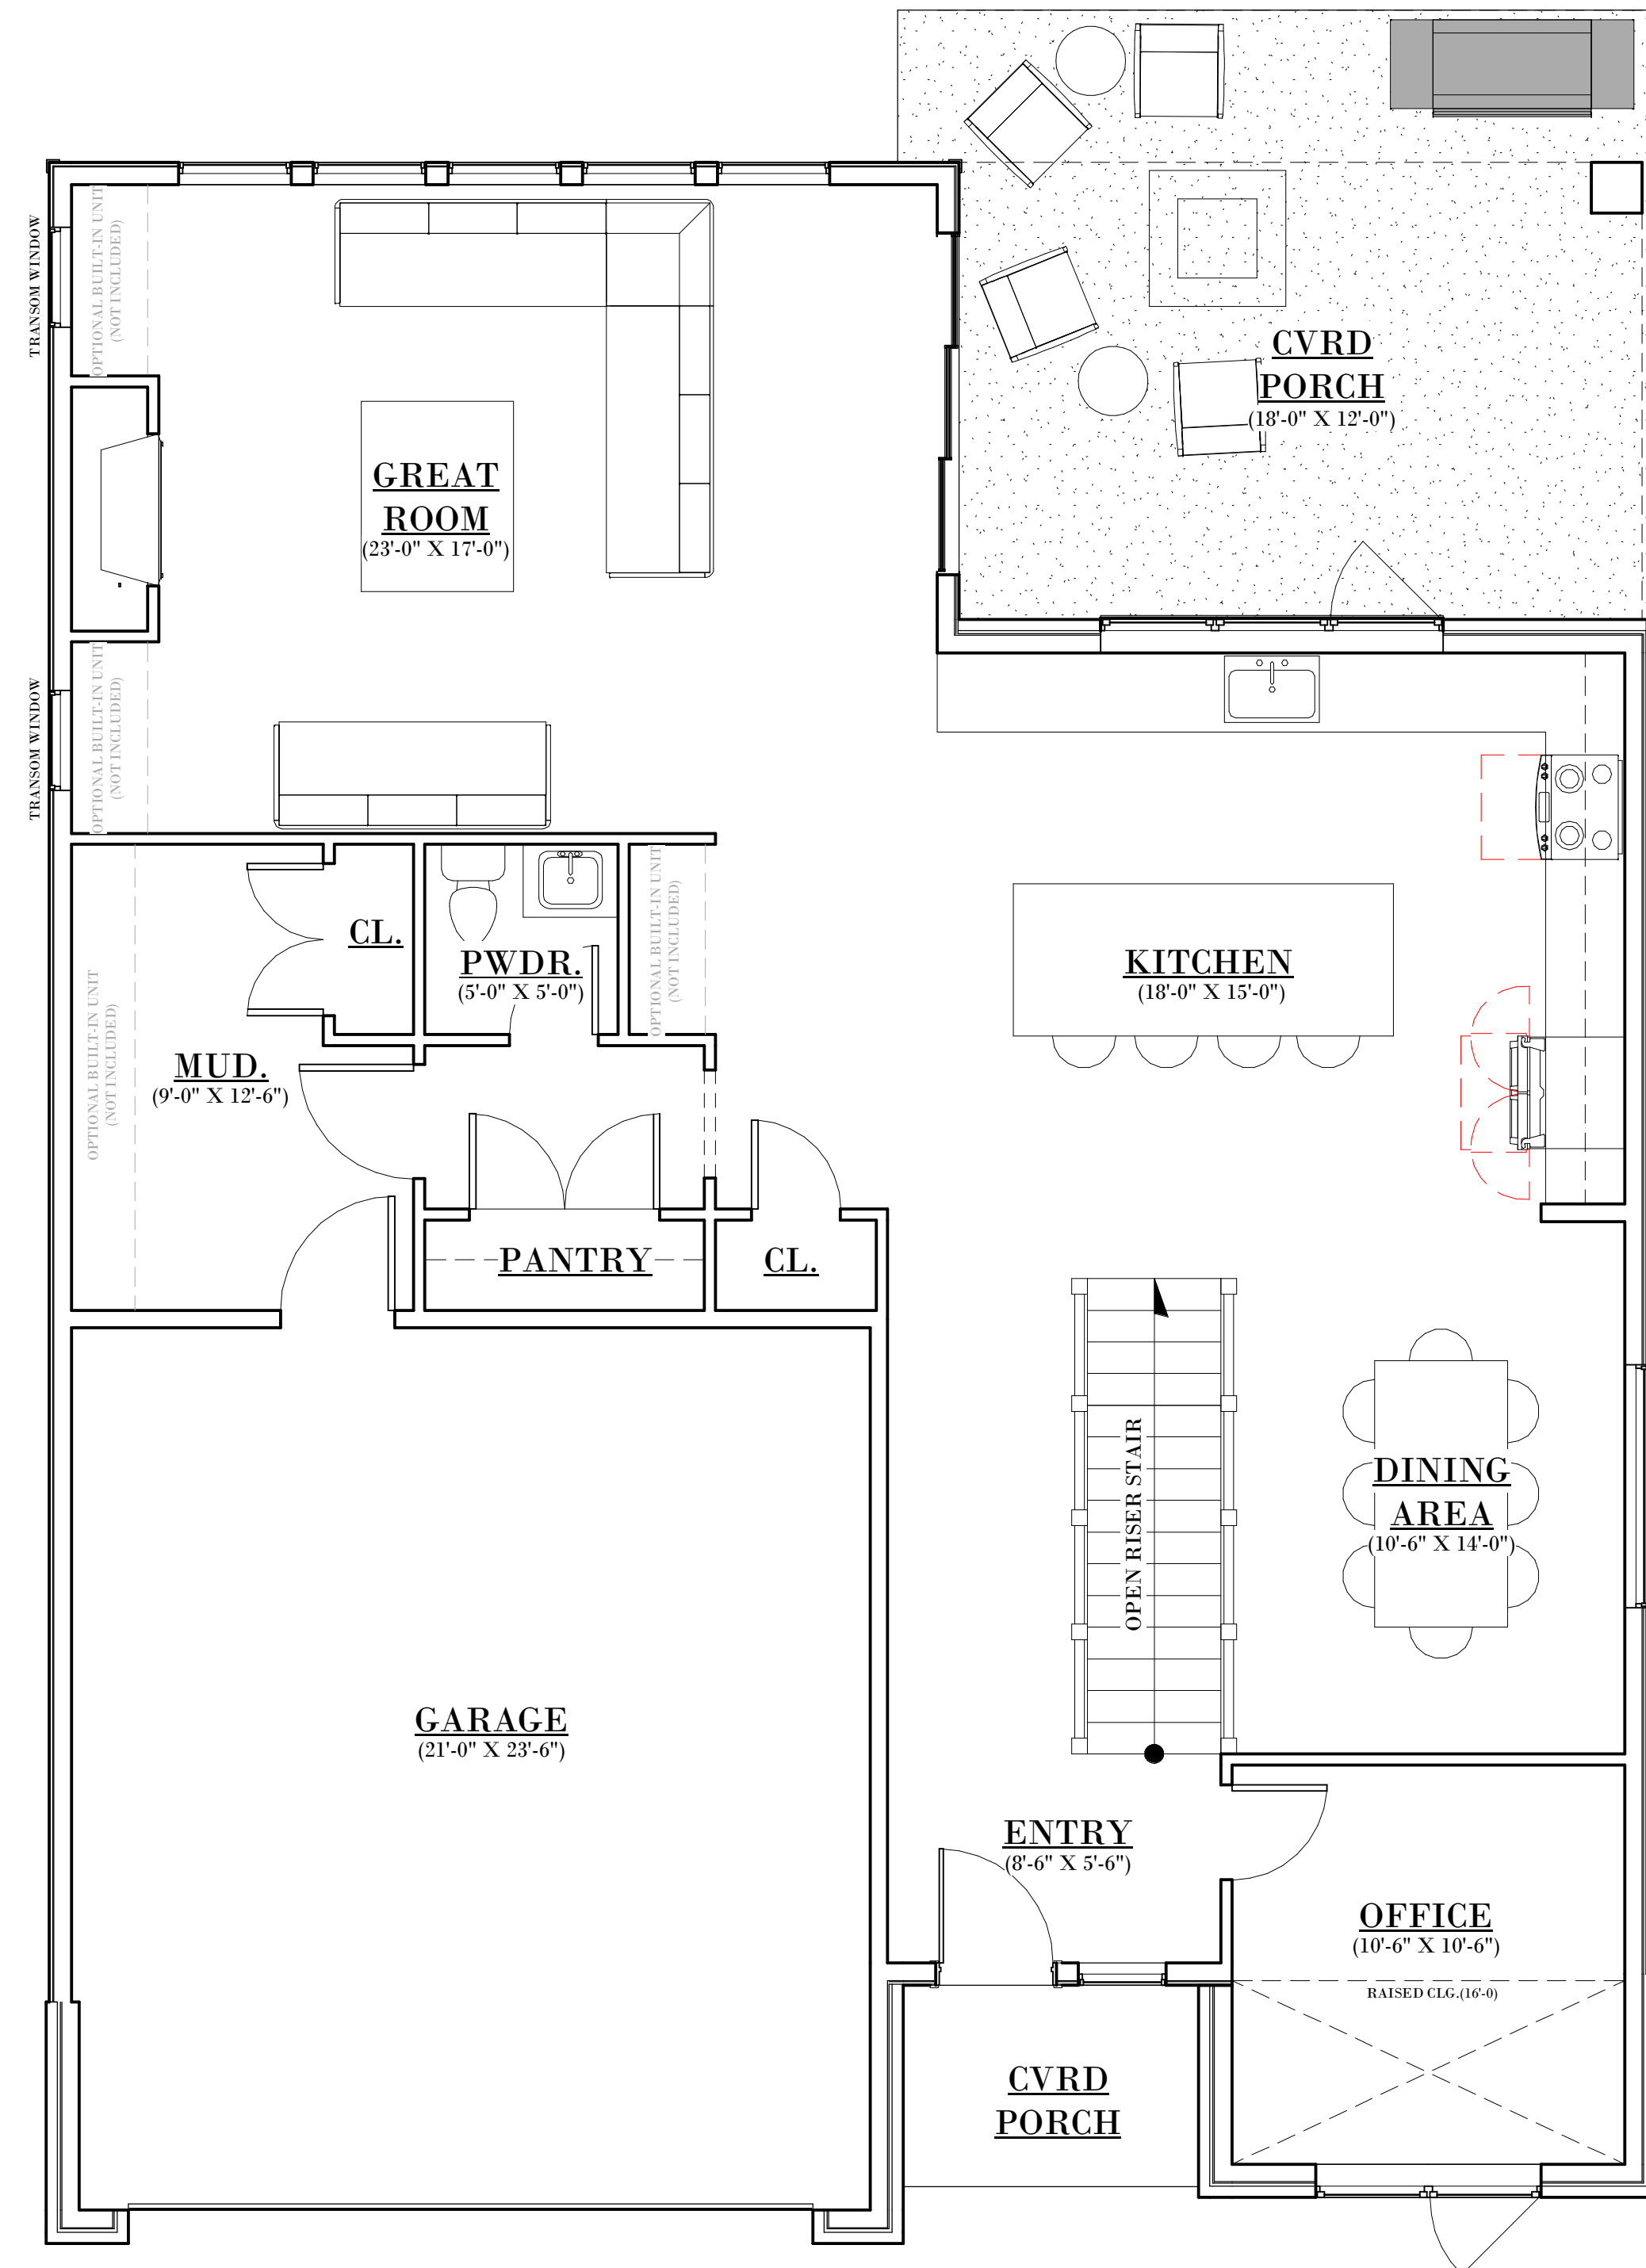 TRANSOM WINDOW
OPTIONAL BUILT-IN UNIT
(NOT INCLUDED)
CVRD
PORCH
(18'-0" X 12'-0")
GREAT
ROOM
(23'-0" X 17'-0")
TRANSOM WINDOW
OPTIONAL BUILT-IN UNIT
(NOT INCLUDED)
CL.
PWDR.
(5'-0" X 5'-0")
OPTIONAL BUILT-IN UNIT
(NOT INCLUDED)
KITCHEN
(18'-0" X 15'-0")
OPTIONAL BUILT-IN UNIT
(NOT INCLUDED)
MUD.
(9'-0" X 12'-6")
PANTRY
CL.
OPEN RISER STAIR
DINING
AREA
(10'-6" X 14'-0")
GARAGE
(21'-0" X 23'-6")
ENTRY
(8'-6" X 5'-6")
OFFICE
(10'-6" X 10'-6")
RAISED CLG.(16'-0)
CVRD
PORCH